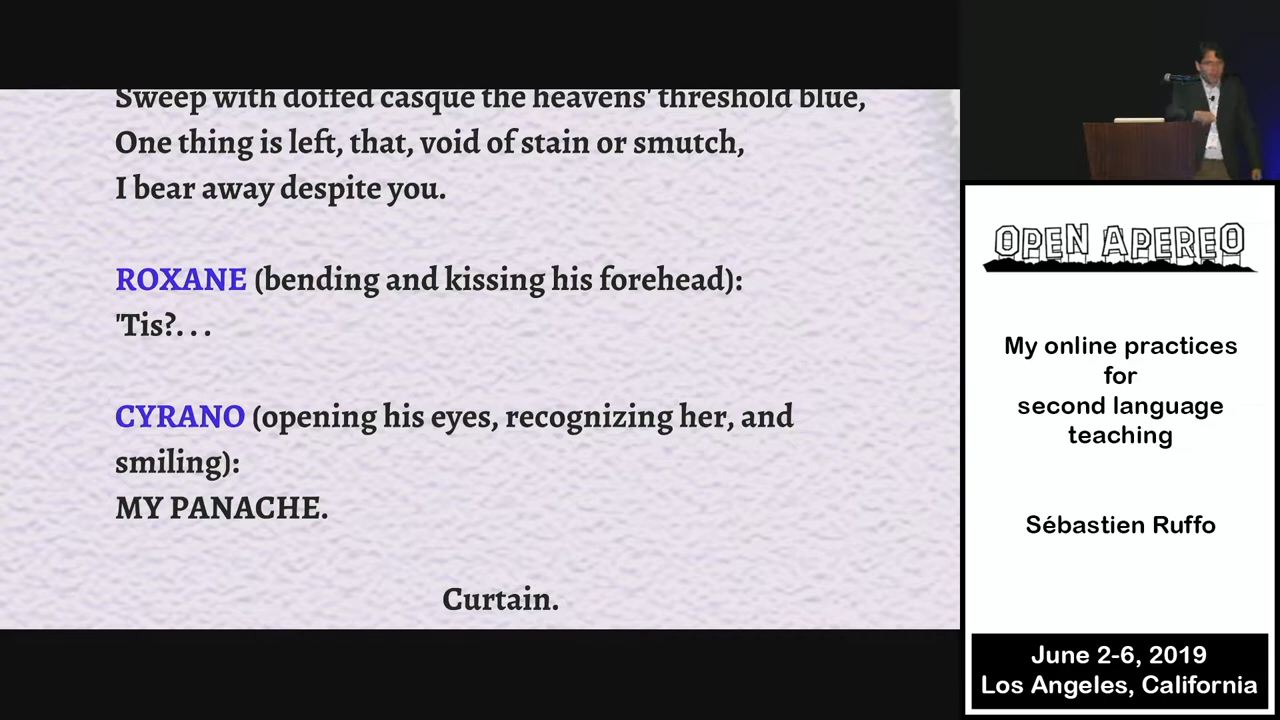 Sweep with doffed casque the heavens' threshold blue,
One thing is left, that, void of stain or smutch,
I bear away despite you.
ROXANE (bending and kissing his forehead):
'Tis?. . .
CYRANO (opening his eyes, recognizing her, and
smiling):
MY PANACHE.
Curtain.
OPEN APEREO
My online practices
for
second language
teaching
Sébastien Ruffo
June 2-6, 2019
Los Angeles, California